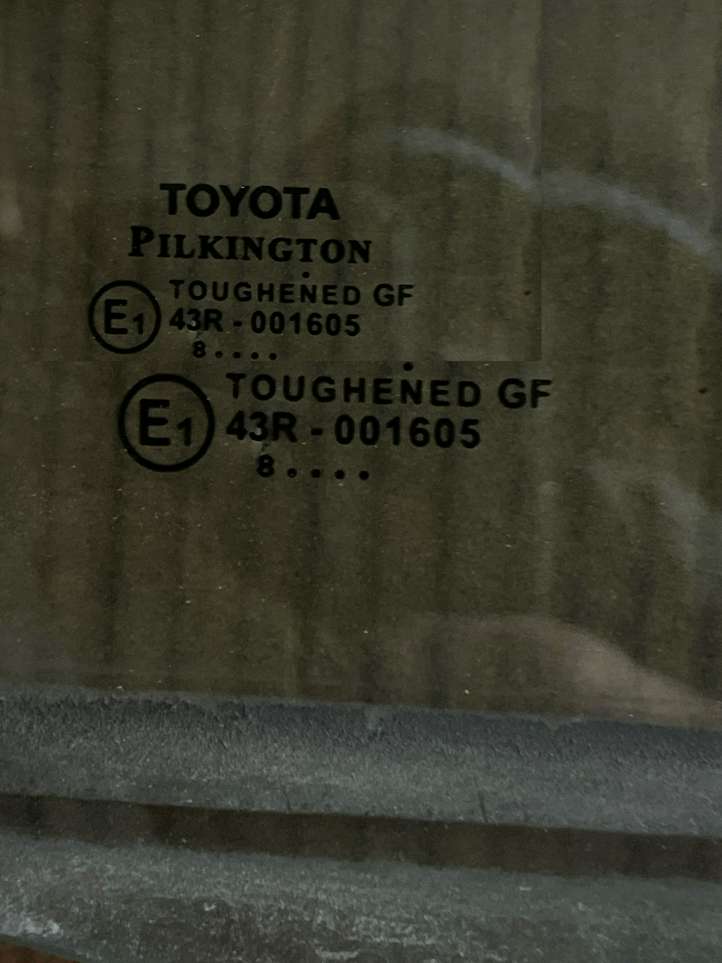 TOYOTA
PILKINGTON
.
E1 TOUGHENED GF
43R - 001605
8....
.
E1 TOUGHENED GF
43R - 001605
8....